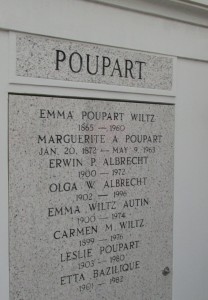 POUPART
EMMA POUPART WILTZ
1865 — 1960
MARGUERITE A. POUPART
JAN. 20, 1872 — MAY 9, 1963
ERWIN P. ALBRECHT
1900 — 1972
OLGA W. ALBRECHT
1902 — 1996
EMMA WILTZ AUTIN
1900 — 1974
CARMEN M. WILTZ
1899 — 1976
LESLIE POUPART
1903 — 1980
ETTA BAZILIQUE
1982